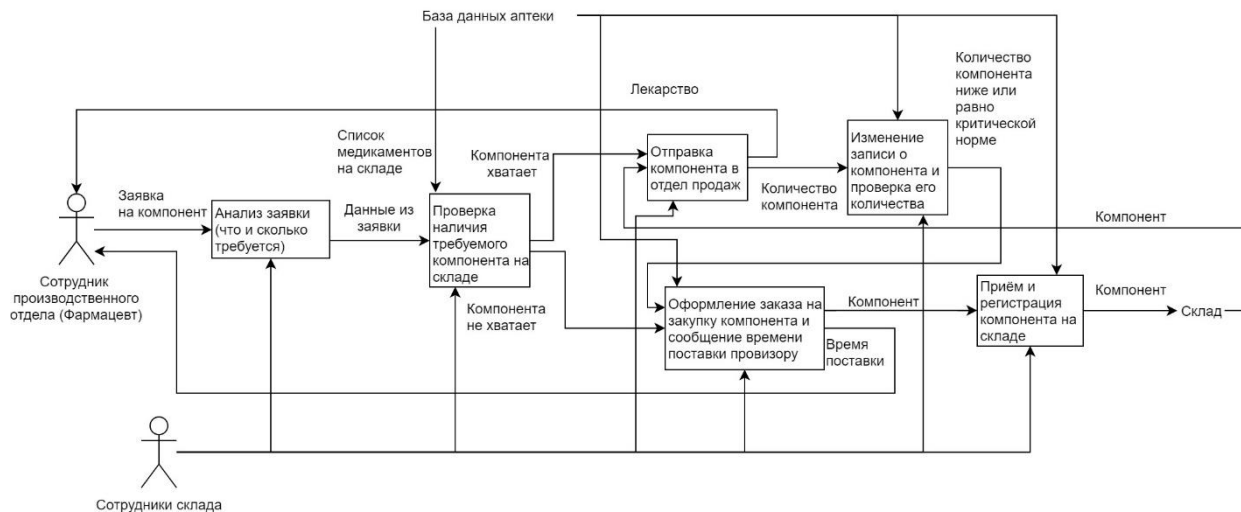 База данных аптеки
Лекарство
Количество
компонента
ниже или
равно
критической
норме
Список
медикаментов
на складе
Компонента
хватает
Отправка
компонента в
отдел продаж
Изменение
записи о
компонента и
проверка его
количества
Количество
компонента
Заявка
на компонент
Анализ заявки
(что и сколько
требуется)
Данные из
заявки
Проверка
наличия
требуемого
компонента на
складе
Компонент
Сотрудник
производственного
отдела (Фармацевт)
Компонента
не хватает
Оформление заказа на
закупку компонента и
сообщение времени
поставки провизору
Компонент
Время
поставки
Приём и
регистрация
компонента на
складе
Компонент
Склад
Сотрудники склада